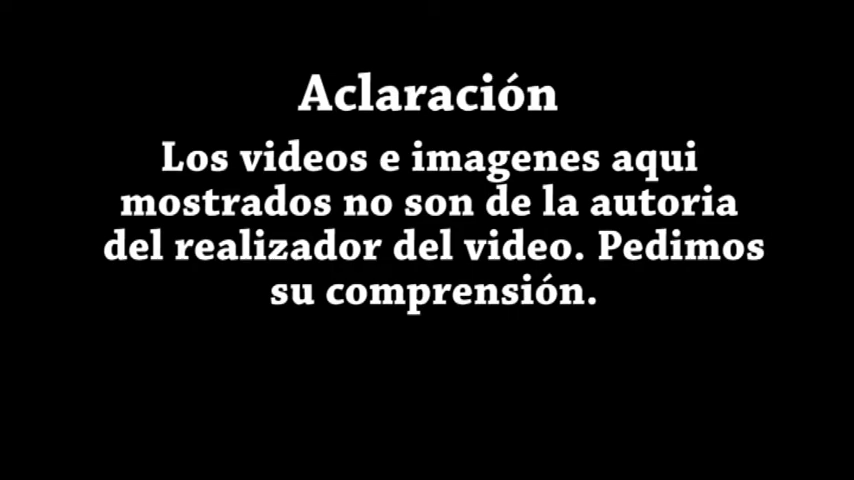 Aclaración
Los videos e imagenes aqui
mostrados no son de la autoria
del realizador del video. Pedimos
su comprensión.